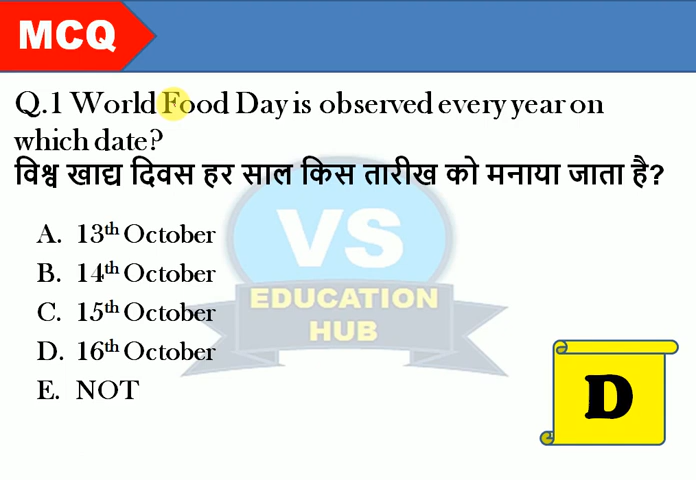 MCQ
Q.1 World Food Day is observed every year on
which date?
विश्व खाद्य दिवस हर साल किस तारीख को मनाया जाता है?
VS
EDUCATION
HUB
A. 13th October
B. 14th October
C. 15th October
D. 16th October
E. NOT
D